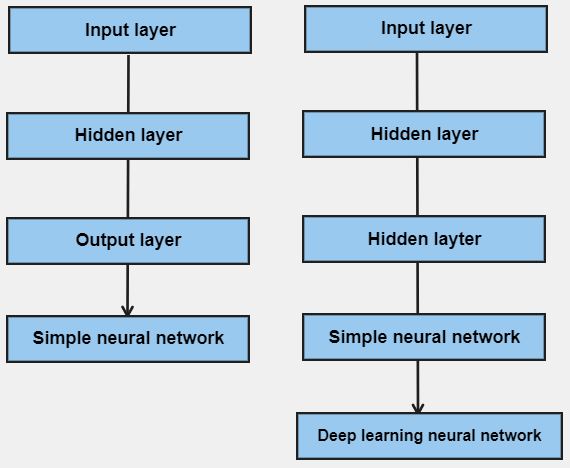 Input layer
Hidden layer
Output layer
Simple neural network
Input layer
Hidden layer
Hidden layter
Simple neural network
Deep learning neural network